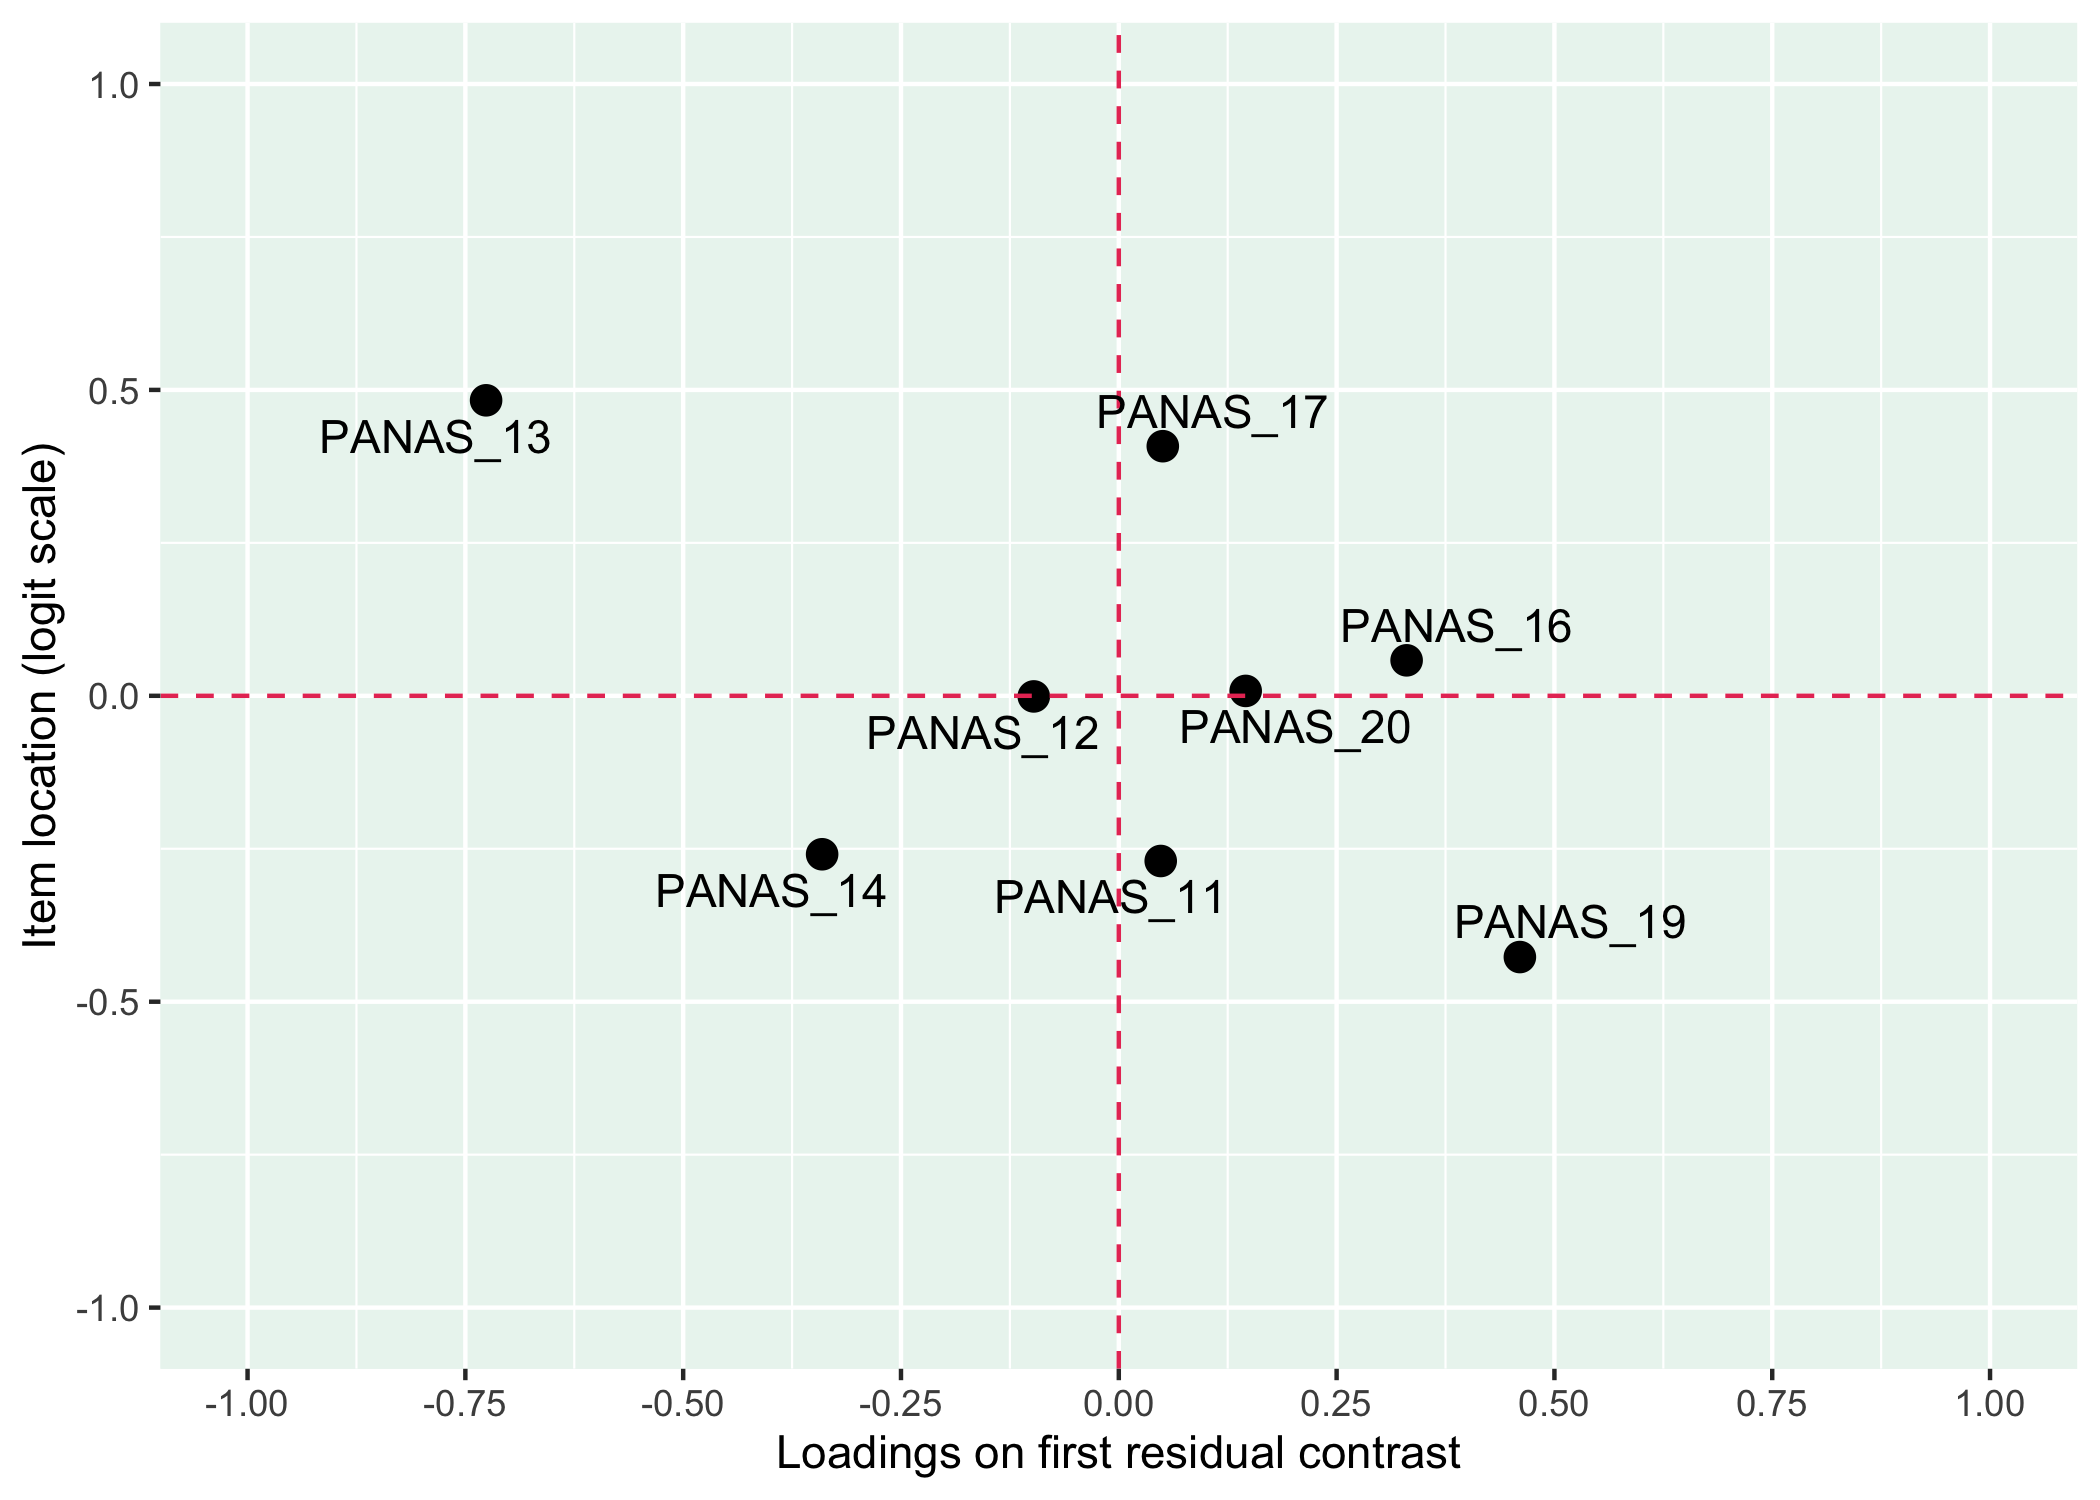 1.0
0.5
0.0
-0.5
-1.0
Item location (logit scale)
PANAS_13
PANAS_17
PANAS_16
PANAS_12
PANAS_20
PANAS_14
PANAS_11
PANAS_19
-1.00 -0.75 -0.50 -0.25 0.00 0.25 0.50 0.75 1.00
Loadings on first residual contrast